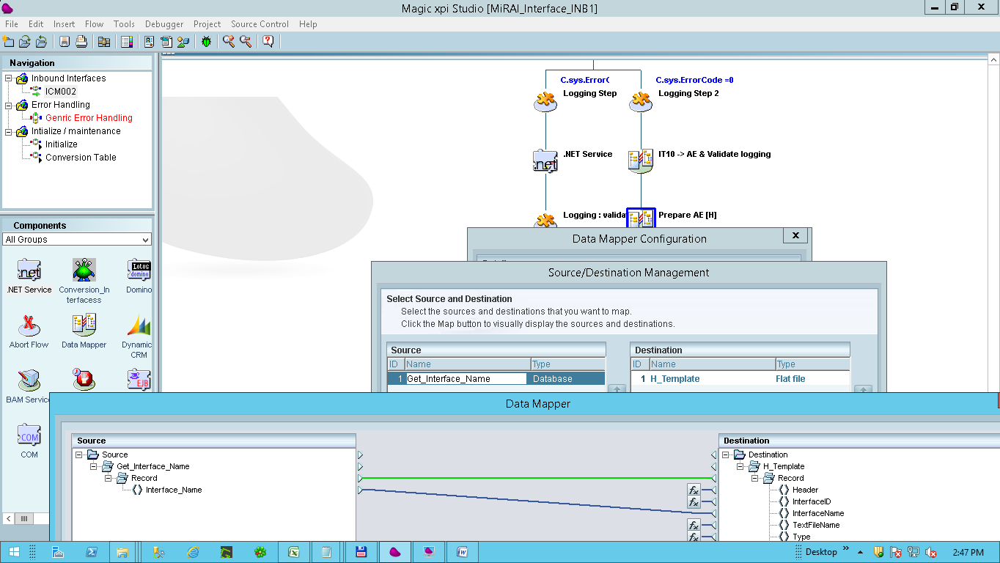 Magic xpi Studio [MiRAI_Interface_INB1]
File Edit Insert Flow Tools Debugger Project Source Control Help
Navigation
Inbound Interfaces
ICM002
Error Handling
Genric Error Handling
Intialize / maintenance
Initialize
Conversion Table
Components
All Groups
.NET Service
Conversion_In
terfacess
Domino
Abort Flow
Data Mapper
Dynamic
CRM
BAM Servic
EJB
COM
COM
C.sys.Error(
C.sys.ErrorCode =0
Logging Step
Logging Step 2
.NET Service
IT10 -> AE & Validate logging
Logging : valida
Prepare AE [H]
Data Mapper Configuration
Source/Destination Management
Select Source and Destination
Select the sources and destinations that you want to map.
Click the Map button to visually display the sources and destinations.
Source
ID Name Type
1 Get_Interface_Name Database
Destination
ID Name Type
1 H_Template Flat file
Data Mapper
Source
Source
Get_Interface_Name
Record
Interface_Name
Destination
Destination
H_Template
Record
Header
InterfaceID
InterfaceName
TextFileName
Type
Desktop
2:47 PM